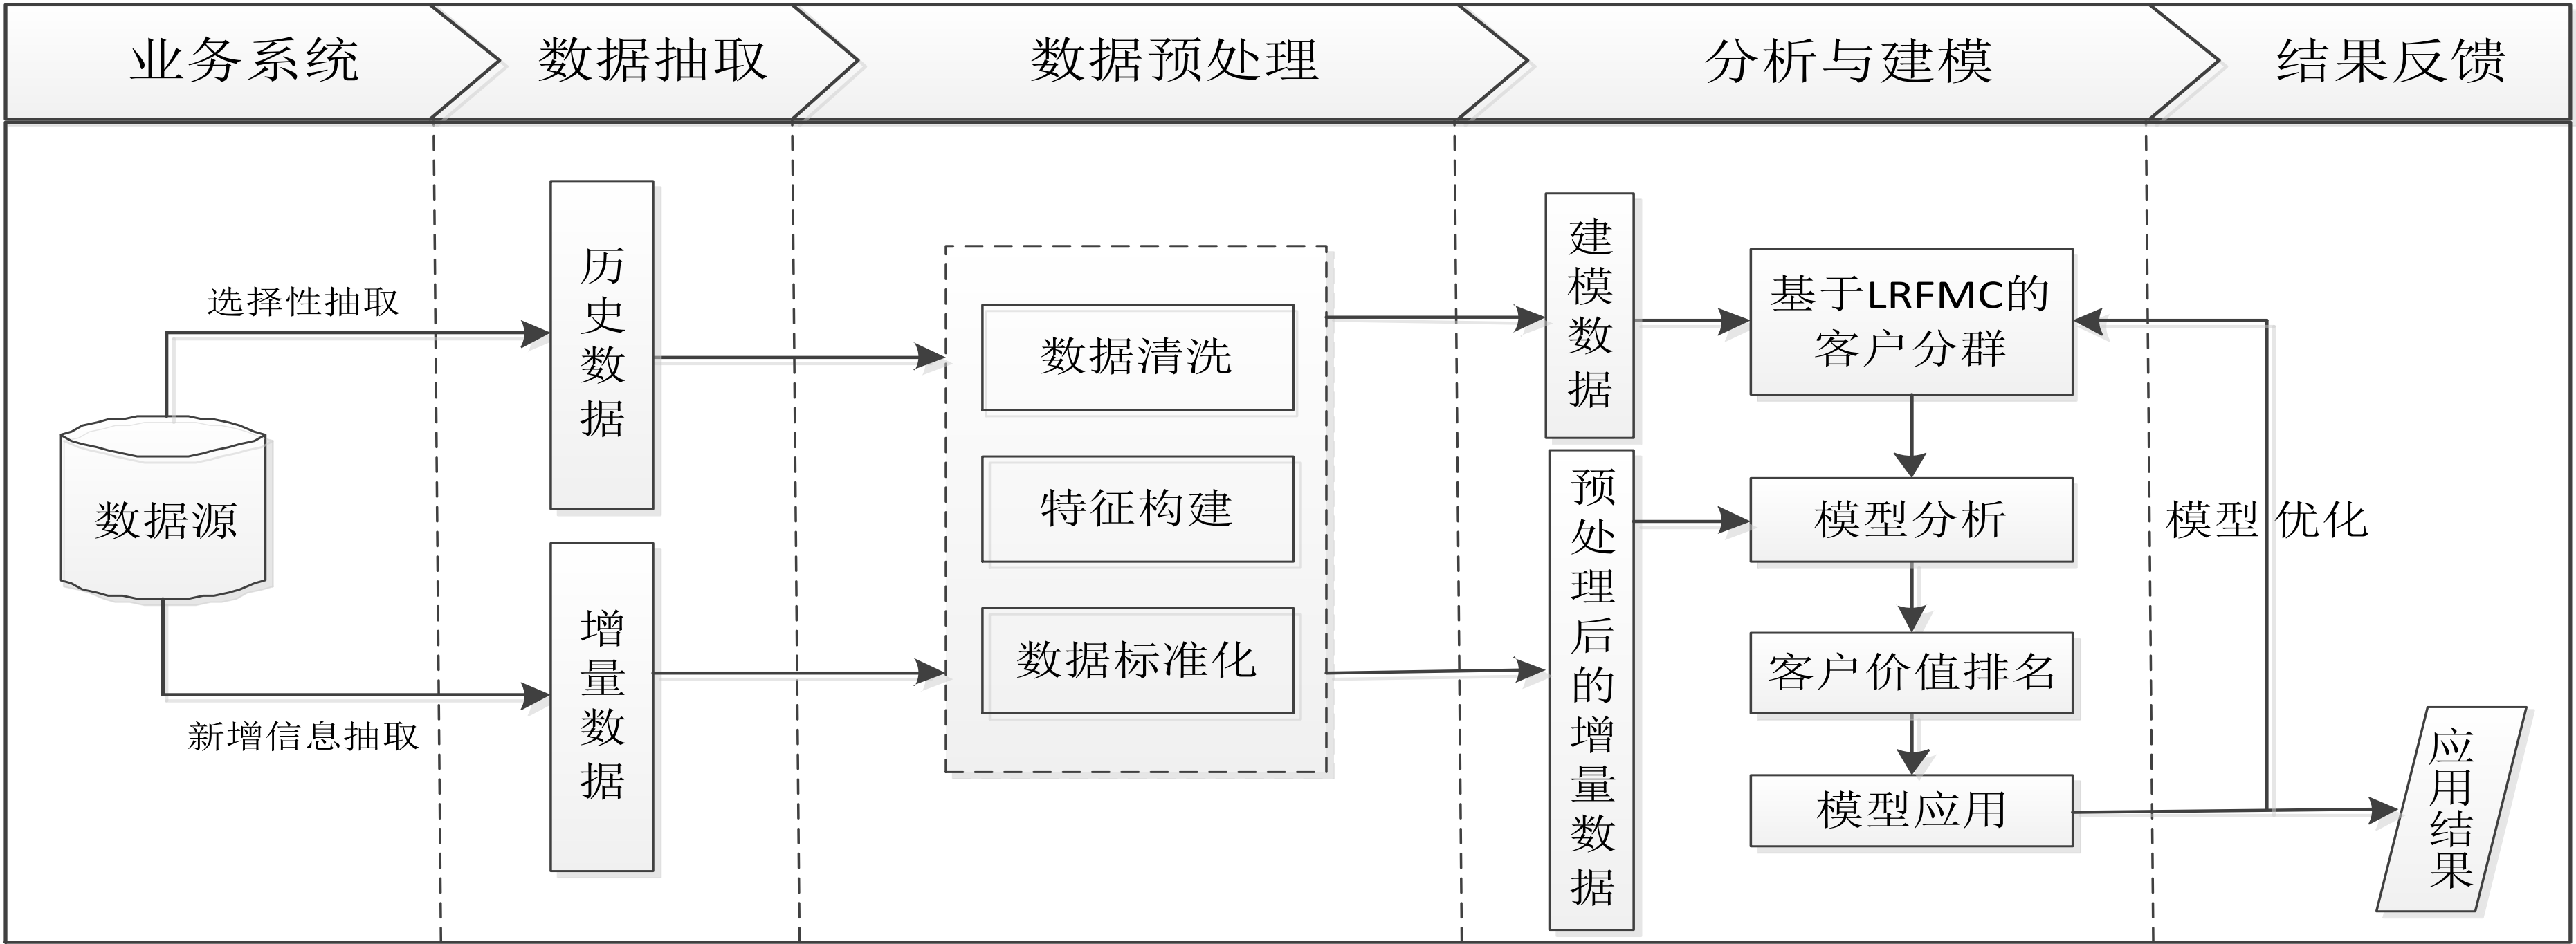 业务系统
数据抽取
数据预处理
分析与建模
结果反馈
选择性抽取
数据源
新增信息抽取
历史数据
增量数据
数据清洗
特征构建
数据标准化
建模数据
预处理后的增量数据
基于LRFMC的
客户分群
模型分析
客户价值排名
模型应用
模型优化
应用结果